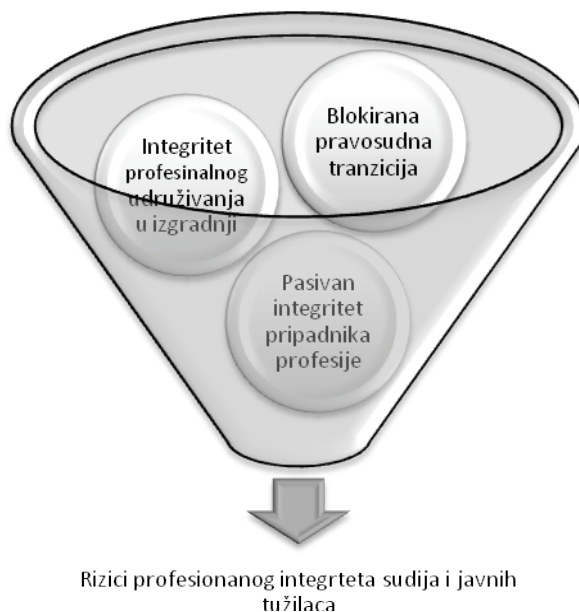 Integritet
profesinalnog
udruživanja
u izgradnji
Blokirana
pravosudna
tranzicija
Pasivan
integritet
pripadnika
profesije
Rizici profesionanog integrteta sudija i javnih
tužilaca